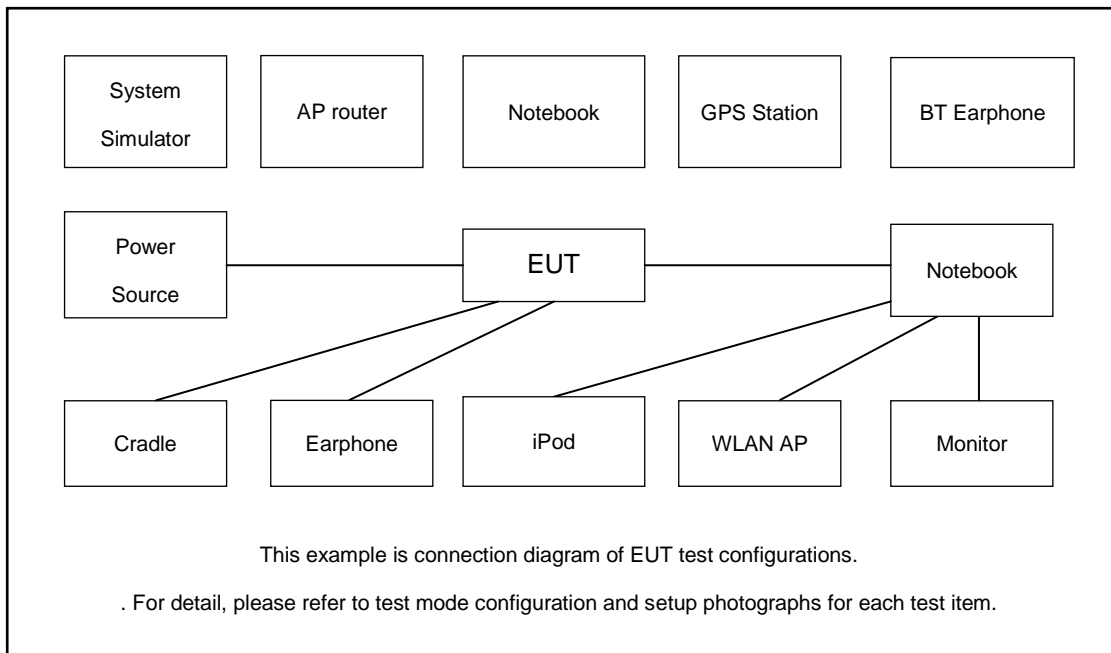 System
Simulator
AP router
Notebook
GPS Station
BT Earphone
Power
Source
EUT
Notebook
Cradle
Earphone
iPod
WLAN AP
Monitor
This example is connection diagram of EUT test configurations.
. For detail, please refer to test mode configuration and setup photographs for each test item.